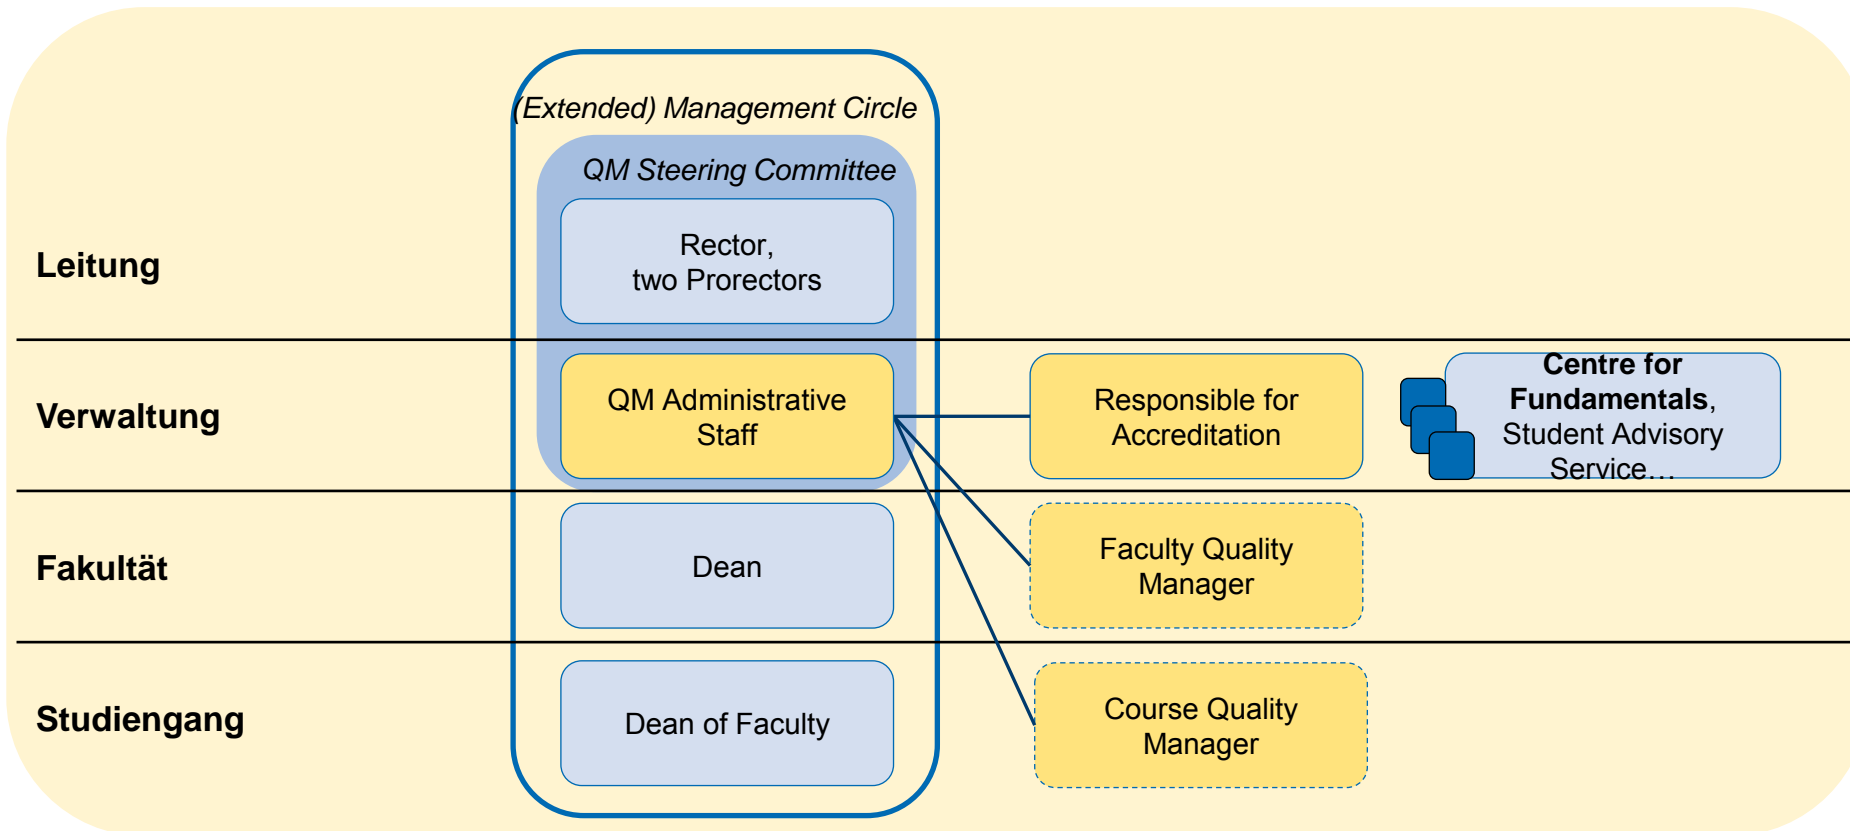 (Extended) Management Circle
QM Steering Committee
Leitung
Rector,
two Prorectors
Verwaltung
QM Administrative
Staff
Responsible for
Accreditation
Centre for
Fundamentals,
Student Advisory
Service…
Fakultät
Dean
Faculty Quality
Manager
Studiengang
Dean of Faculty
Course Quality
Manager